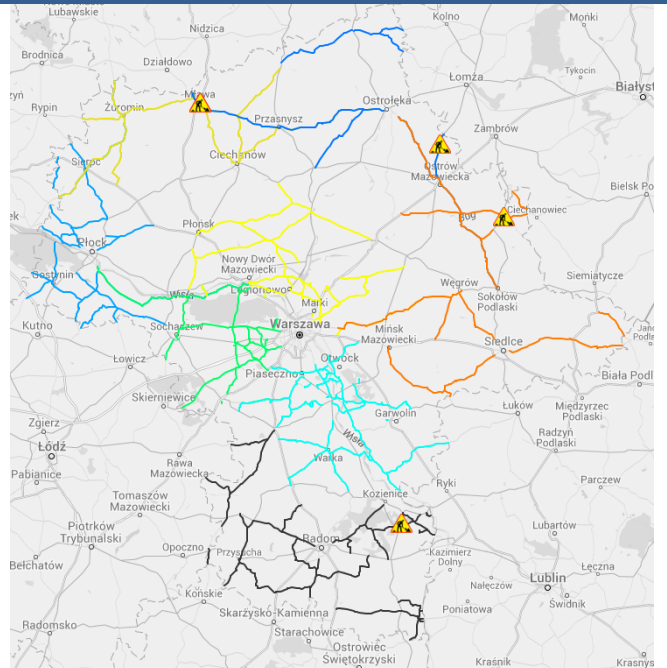 Lubawskie
Kolno
Mońki
Nidzica
Brodnica
Działdowo
Tykocin
Łomża
Białyst
Mława
Żuromin
Rypin
Ostrołęka
Przasnysz
Zambrów
Sierpc
Ciechanów
Ostrów
Mazowiecka
Bielsk Po
Ciechanowiec
Bug
Płońsk
Płock
Nowy Dwór
Mazowiecki
Gostynin
Wisła
Legionowo
Węgrów
Siemiatycze
Marki
Sokołów
Podlaski
Kutno
Sochaczew
Warszawa
Mińsk
Mazowiecki
Siedlce
Łowicz
Otwock
Piaseczno
Biała Podl
Skierniewice
Garwolin
Łuków
Międzyrzec
Podlaski
Zgierz
Łódź
Wisła
Radzyń
Podlaski
Pabianice
Rawa
Mazowiecka
Warka
Ryki
Parczew
Kozienice
Tomaszów
Mazowiecki
Piotrków
Trybunalski
Lubartów
Radom
Opoczno
Przysucha
Bełchatów
Kazimierz
Dolny
Łęczna
Nałęczów
Lublin
Końskie
Świdnik
Skarżysko-Kamienna
Poniatowa
Radomsko
Starachowice
Ostrowiec
Świętokrzyski
Kraśnik
Krasny